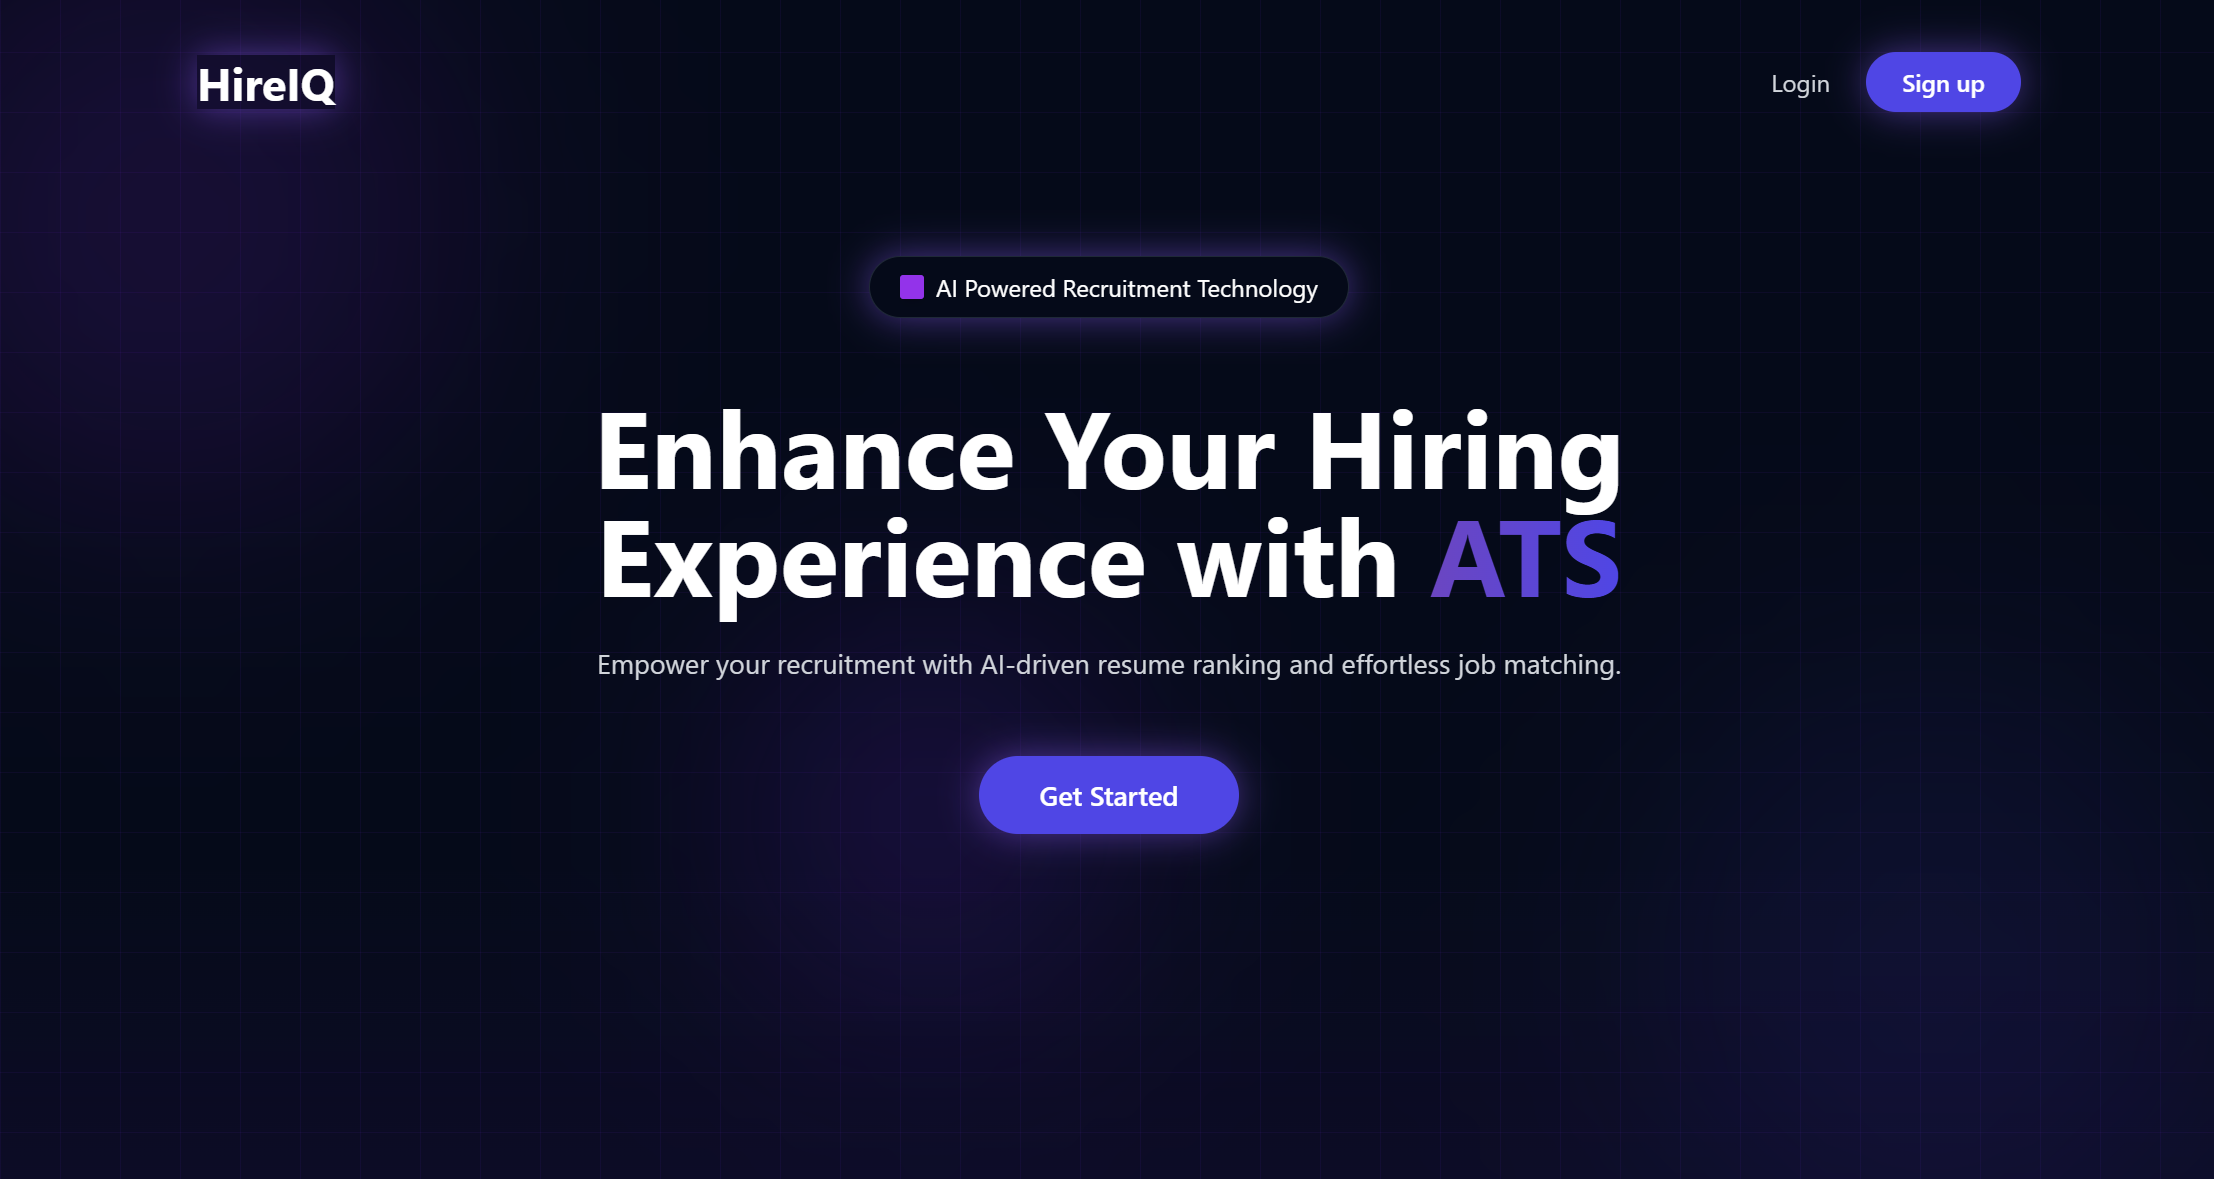 HireIQ
Login
Sign up
AI Powered Recruitment Technology
Enhance Your Hiring
Experience with ATS
Empower your recruitment with AI-driven resume ranking and effortless job matching.
Get Started